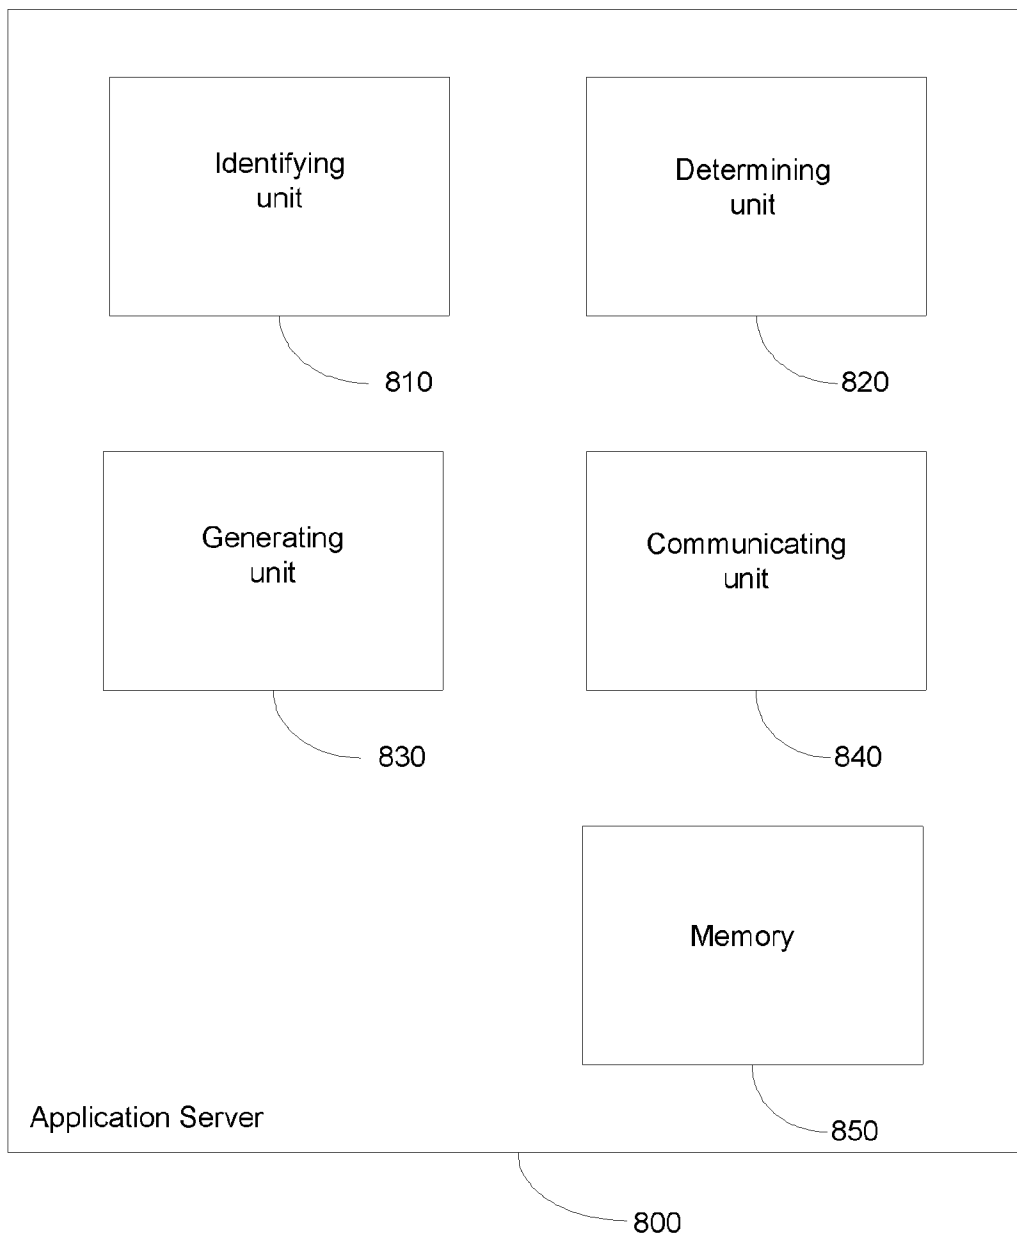 Identifying
unit
Determining
unit
810
820
Generating
unit
Communicating
unit
830
840
Memory
Application Server
850
800